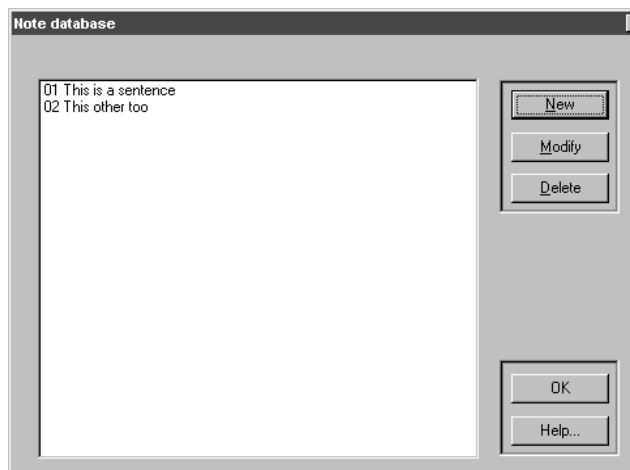 Note database
01 This is a sentence
02 This other too
New
Modify
Delete
OK
Help...